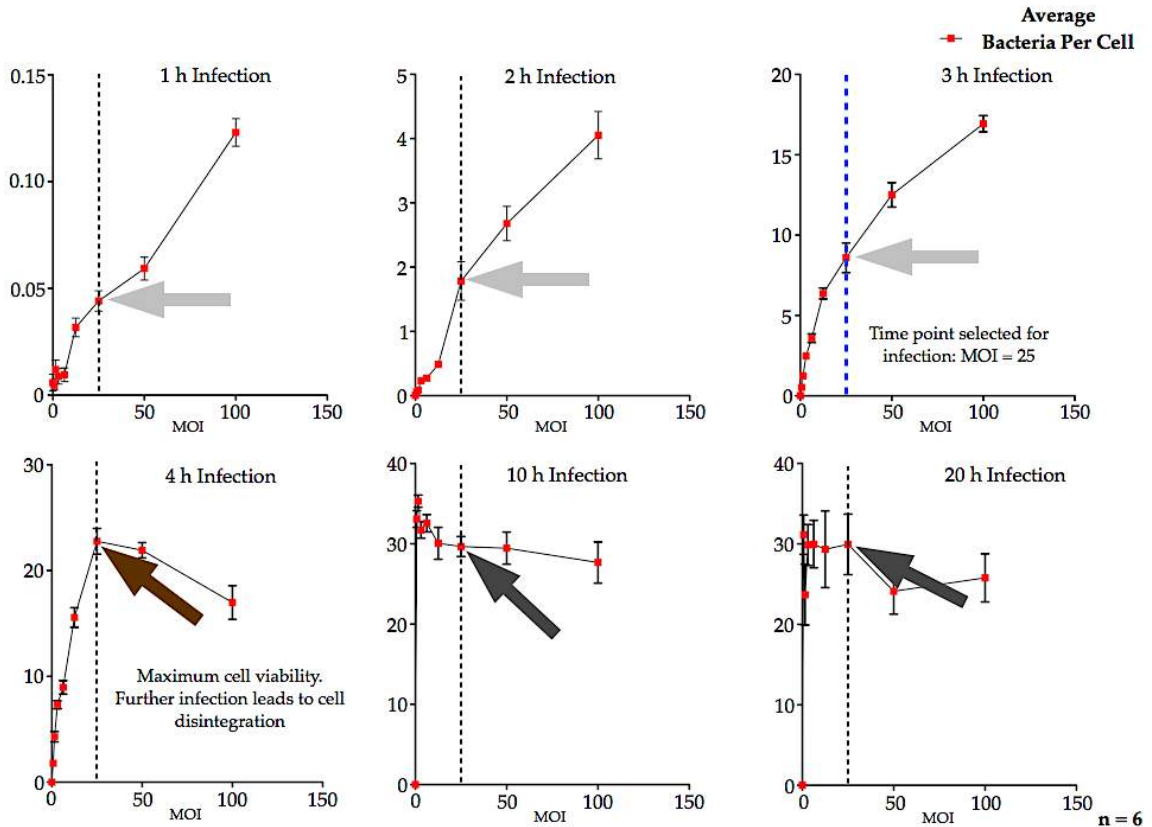 Average
Bacteria Per Cell
1 h Infection
0.15
0.10
0.05
0
0 50 100 150
MOI
2 h Infection
5
4
3
2
1
0
0 50 100 150
MOI
3 h Infection
20
15
10
5
0
Time point selected for
infection: MOI = 25
0 50 100 150
MOI
4 h Infection
30
20
10
0
Maximum cell viability.
Further infection leads to cell
disintegration
0 50 100 150
MOI
10 h Infection
40
30
20
10
0
0 50 100 150
MOI
20 h Infection
40
30
20
10
0
0 50 100 150
MOI
n = 6